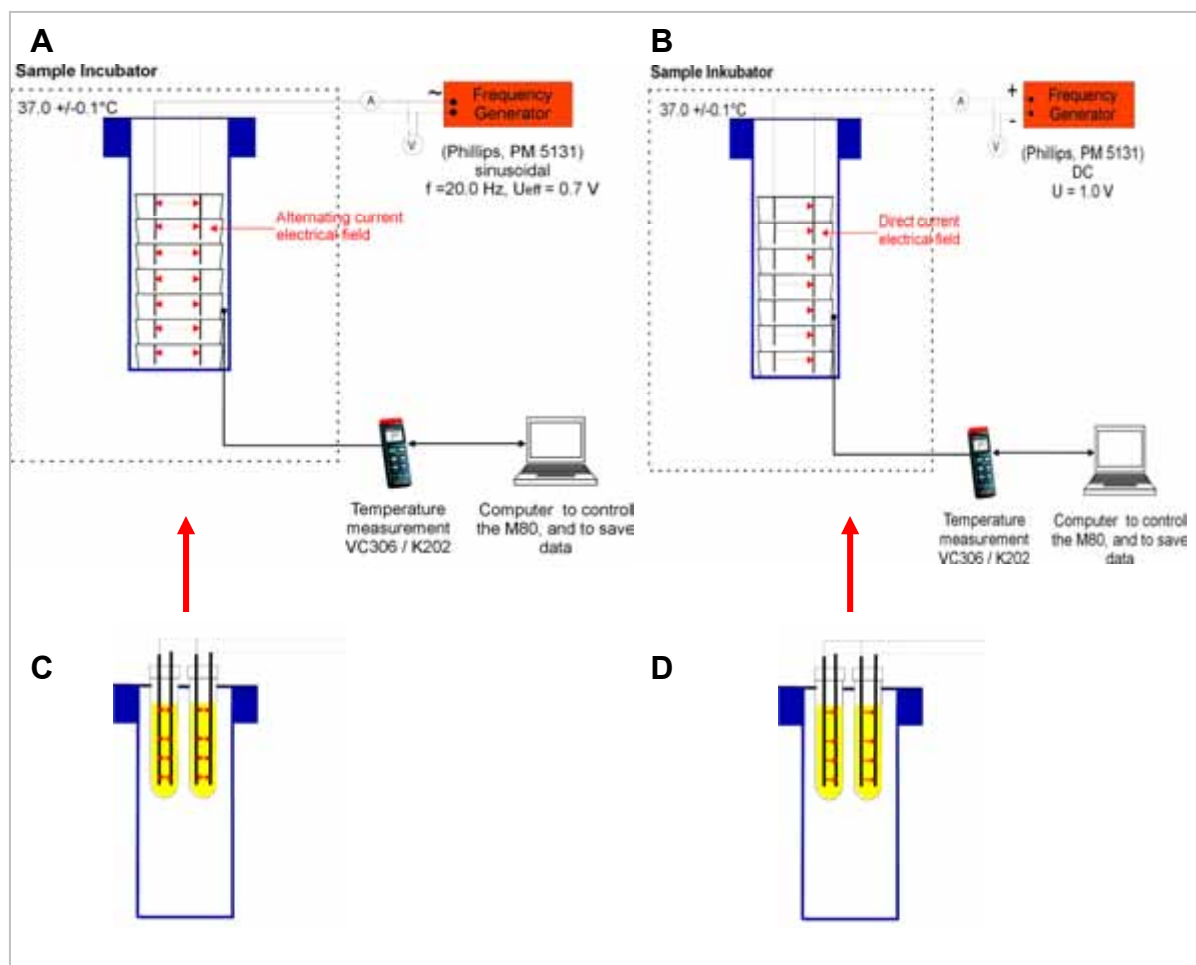 A
Sample Incubator
37.0 +/-0.1°C
A
V
~
Frequency
Generator
(Phillips, PM 5131)
sinusoidal
f =20.0 Hz, Ueff = 0.7 V
Alternating current
electrical field
Temperature
measurement
VC306 / K202
Computer to control
the M80, and to save
data
B
Sample Inkubator
37.0 +/-0.1°C
A
V
+
-
Frequency
Generator
(Phillips, PM 5131)
DC
U = 1.0 V
Direct current
electrical field
Temperature
measurement
VC306 / K202
Computer to control
the M80, and to save
data
C
D